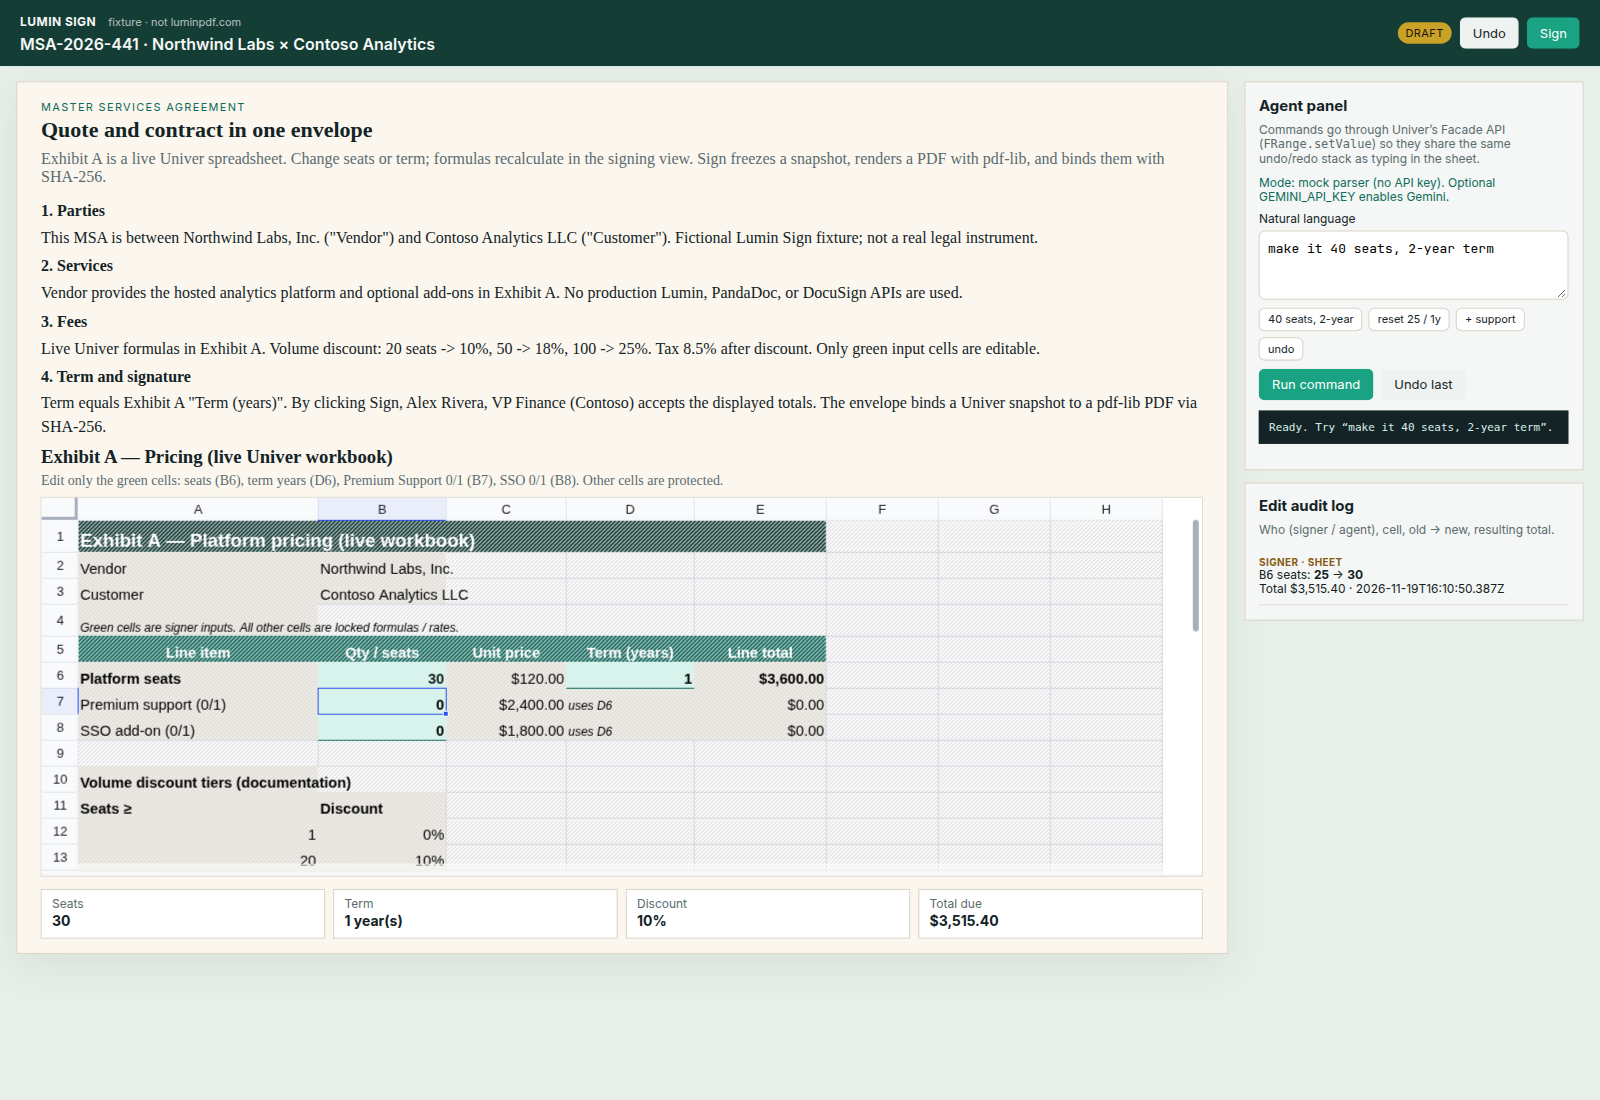 LUMIN SIGN fixture · not luminpdf.com
MSA-2026-441 · Northwind Labs × Contoso Analytics
DRAFT
Undo
Sign
MASTER SERVICES AGREEMENT
Quote and contract in one envelope
Exhibit A is a live Univer spreadsheet. Change seats or term; formulas recalculate in the signing view. Sign freezes a snapshot, renders a PDF with pdf-lib, and binds them with
SHA-256.
1. Parties
This MSA is between Northwind Labs, Inc. ("Vendor") and Contoso Analytics LLC ("Customer"). Fictional Lumin Sign fixture; not a real legal instrument.
2. Services
Vendor provides the hosted analytics platform and optional add-ons in Exhibit A. No production Lumin, PandaDoc, or DocuSign APIs are used.
3. Fees
Live Univer formulas in Exhibit A. Volume discount: 20 seats -> 10%, 50 -> 18%, 100 -> 25%. Tax 8.5% after discount. Only green input cells are editable.
4. Term and signature
Term equals Exhibit A "Term (years)". By clicking Sign, Alex Rivera, VP Finance (Contoso) accepts the displayed totals. The envelope binds a Univer snapshot to a pdf-lib PDF via
SHA-256.
Exhibit A — Pricing (live Univer workbook)
Edit only the green cells: seats (B6), term years (D6), Premium Support 0/1 (B7), SSO 0/1 (B8). Other cells are protected.
A B C D E F G H
1 Exhibit A — Platform pricing (live workbook)
2 Vendor Northwind Labs, Inc.
3 Customer Contoso Analytics LLC
4 Green cells are signer inputs. All other cells are locked formulas / rates.
5 Line item Qty / seats Unit price Term (years) Line total
6 Platform seats 30 $120.00 1 $3,600.00
7 Premium support (0/1) 0 $2,400.00 uses D6 $0.00
8 SSO add-on (0/1) 0 $1,800.00 uses D6 $0.00
9
10 Volume discount tiers (documentation)
11 Seats ≥ Discount
12 1 0%
13 20 10%
Seats
30
Term
1 year(s)
Discount
10%
Total due
$3,515.40
Agent panel
Commands go through Univer's Facade API
(FRange.setValue) so they share the same
undo/redo stack as typing in the sheet.
Mode: mock parser (no API key). Optional
GEMINI_API_KEY enables Gemini.
Natural language
make it 40 seats, 2-year term
40 seats, 2-year
reset 25 / 1y
+ support
undo
Run command
Undo last
Ready. Try “make it 40 seats, 2-year term”.
Edit audit log
Who (signer / agent), cell, old → new, resulting total.
SIGNER · SHEET
B6 seats: 25 → 30
Total $3,515.40 · 2026-11-19T16:10:50.387Z